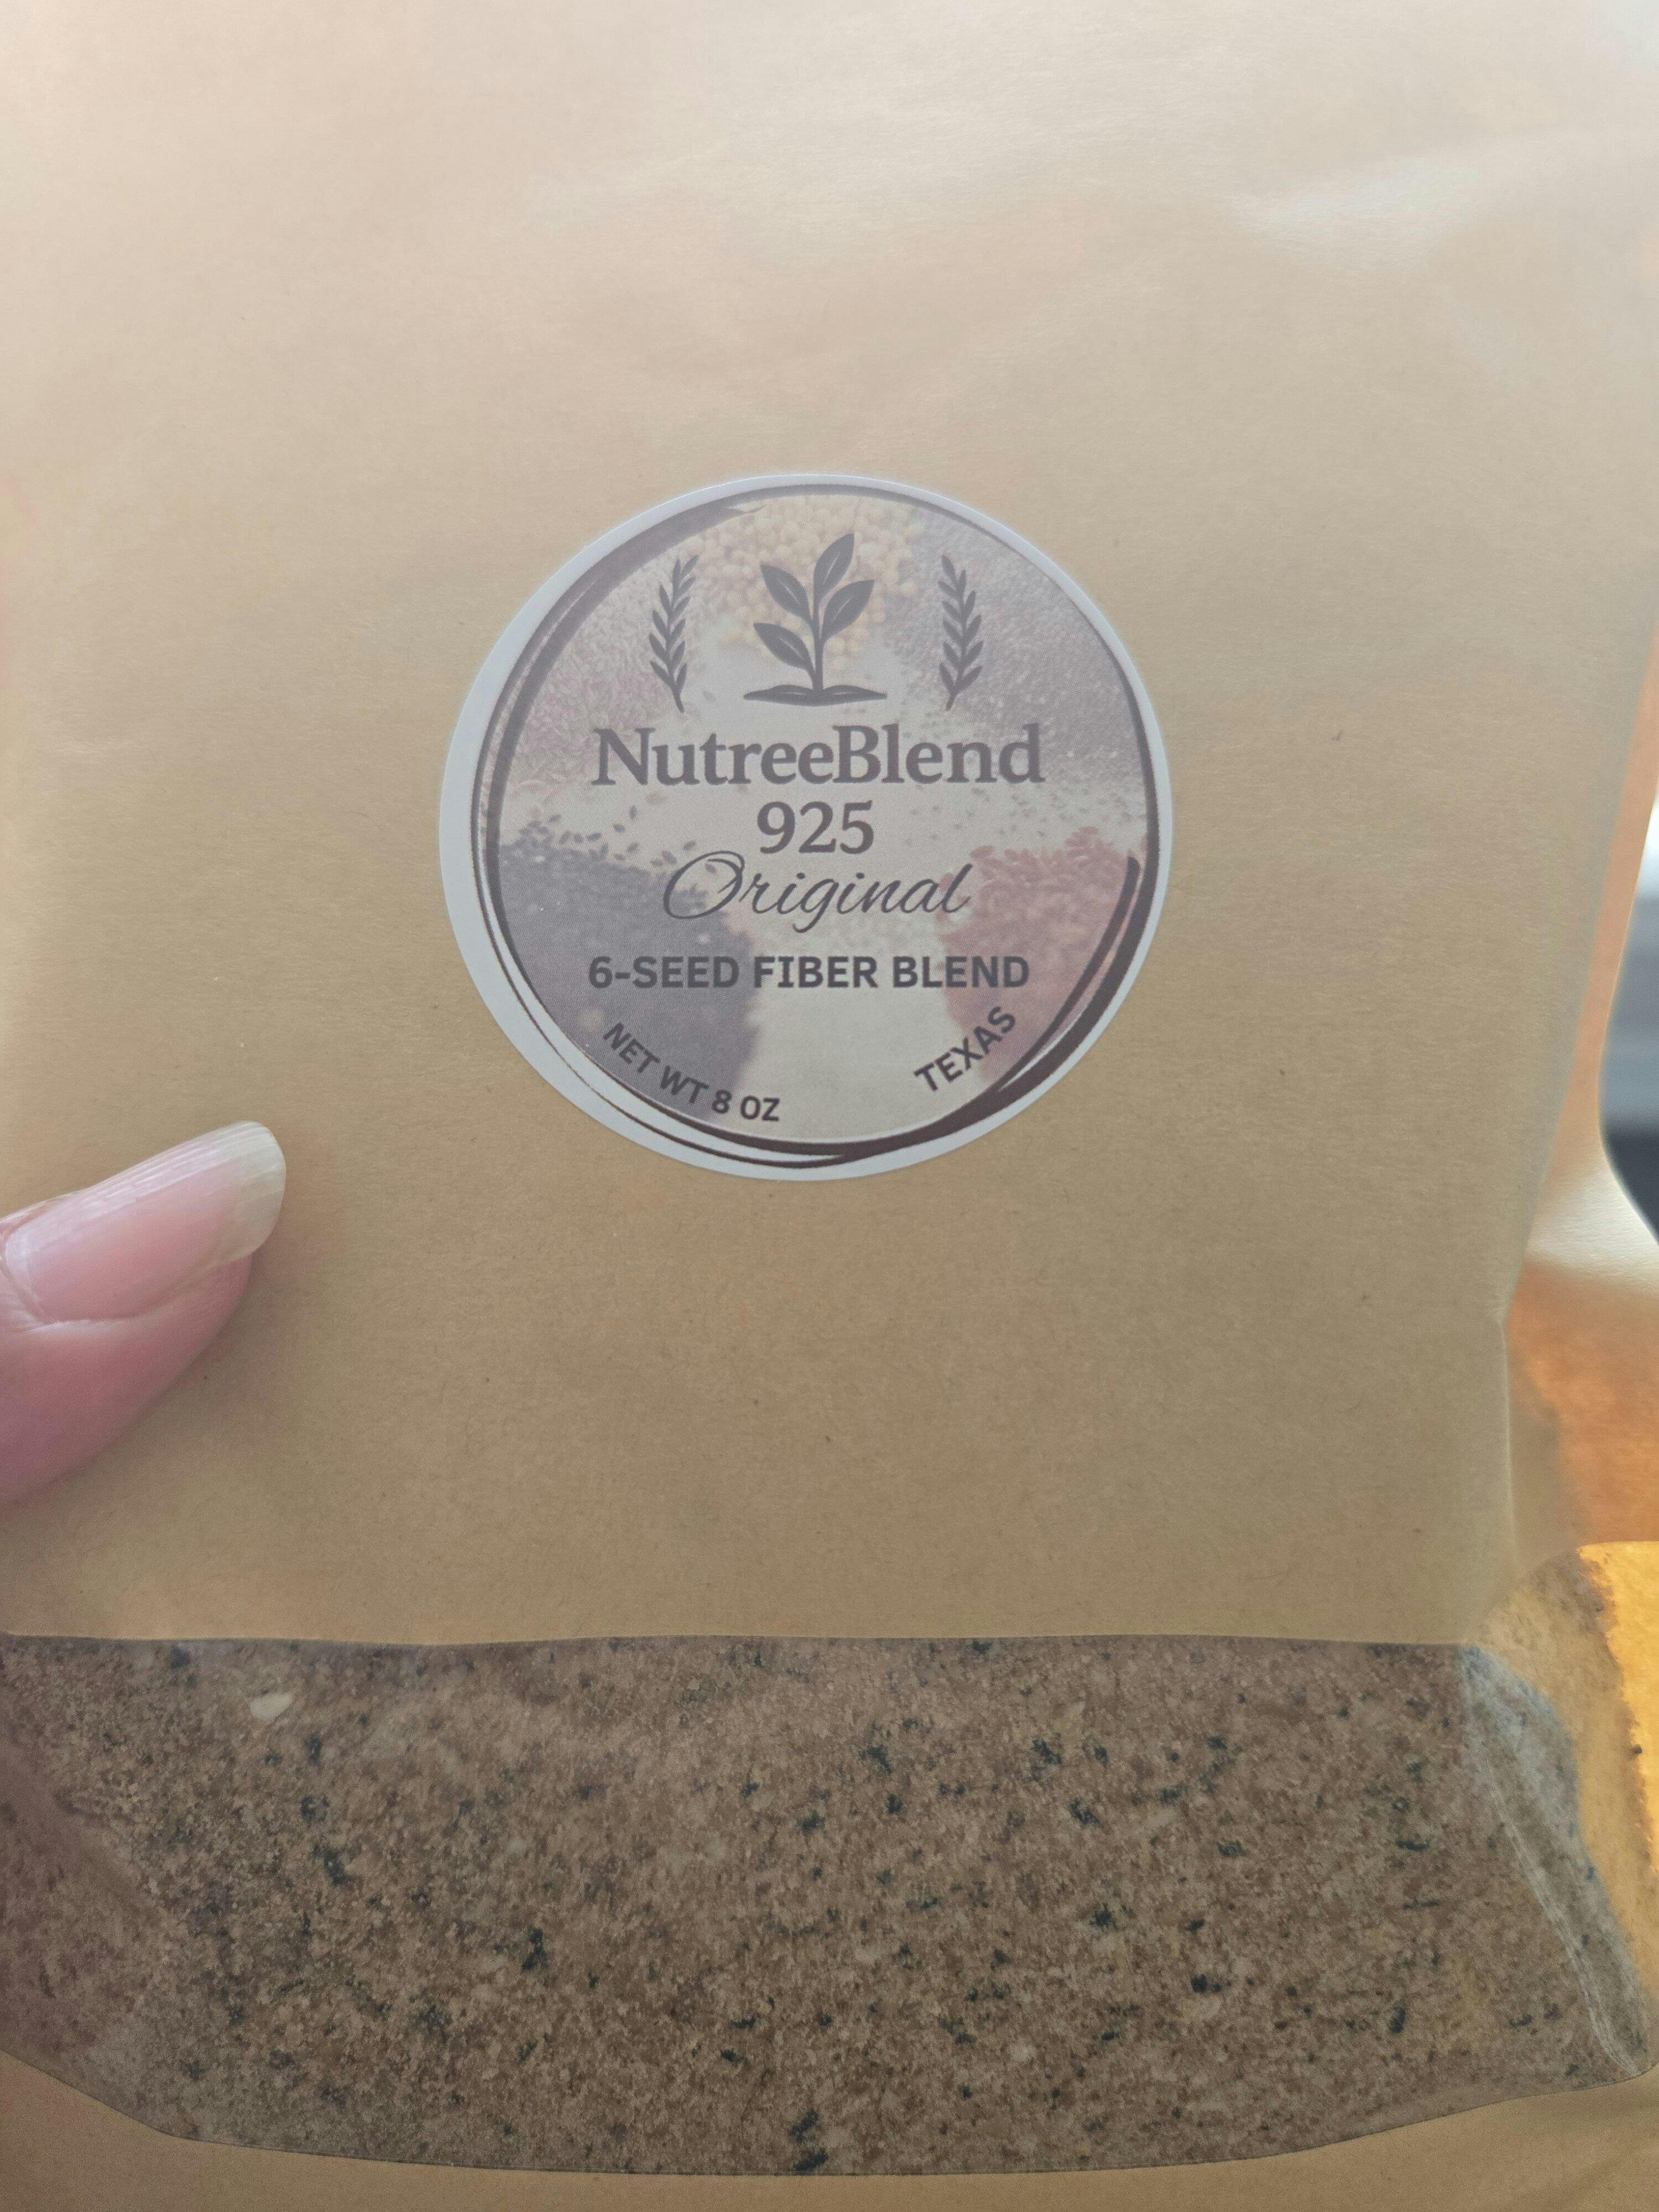 NutreeBlend
925
Original
6-SEED FIBER BLEND
NET WT 8 OZ
TEXAS